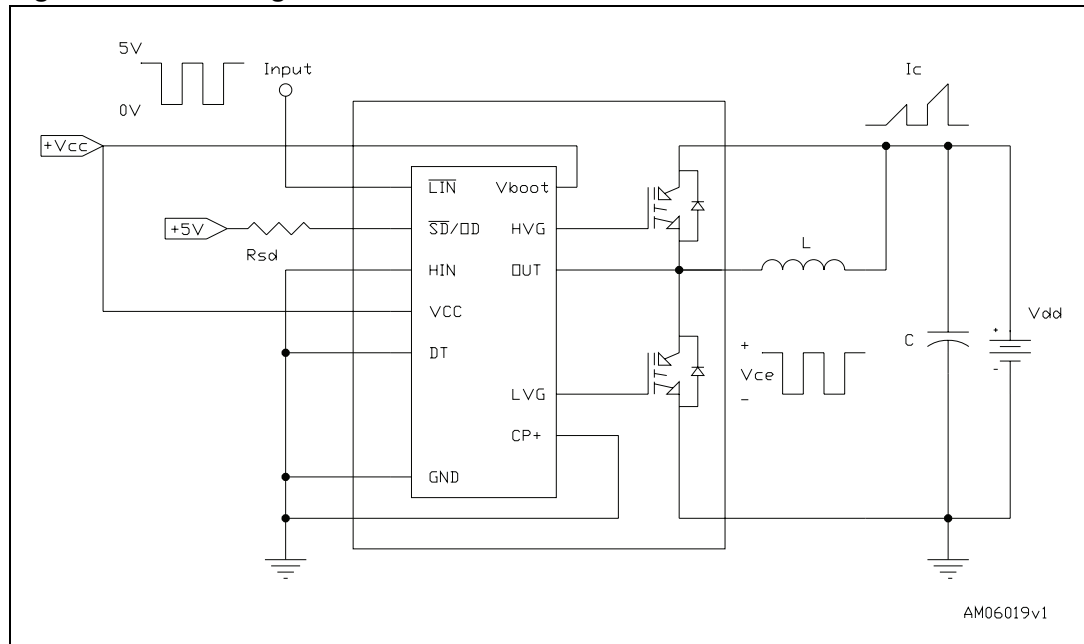 5V
Input
Ic
0V
+Vcc
LIN
Vboot
+5V
SD/OD
HVG
Rsd
L
HIN
OUT
VCC
Vdd
DT
+
C
+
Vce
-
-
LVG
CP+
GND
AM06019v1